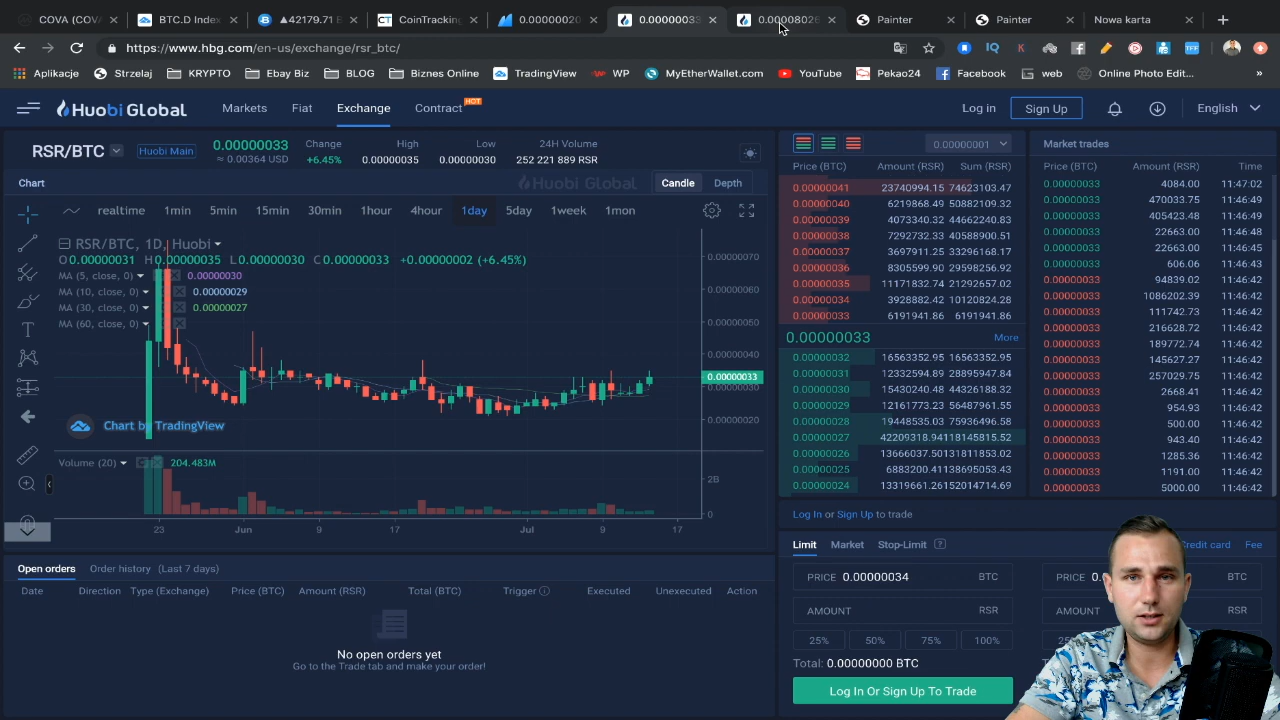 COVA (COVA)
BTC.D Index
▲42179.71 B
CoinTracking
0.00000020
0.00000033
0.00008026
Painter
Painter
Nowa karta
https://www.hbg.com/en-us/exchange/rsr_btc/
Aplikacje
Strzelaj
KRYPTO
Ebay Biz
BLOG
Biznes Online
TradingView
WP
MyEtherWallet.com
YouTube
Pekao24
Facebook
web
Online Photo Edit...
»
Huobi Global
Markets
Fiat
Exchange
Contract HOT
Log in
Sign Up
English
RSR/BTC
Huobi Main
0.00000033
≈ 0.00364 USD
Change
+6.45%
High
0.00000035
Low
0.00000030
24H Volume
252 221 889 RSR
Chart
Huobi Global
Candle
Depth
realtime 1min 5min 15min 30min 1hour 4hour 1day 5day 1week 1mon
RSR/BTC, 1D, Huobi
O0.00000031 H0.00000035 L0.00000030 C0.00000033 +0.00000002 (+6.45%)
MA (5, close, 0) 0.00000030
MA (10, close, 0) 0.00000029
MA (30, close, 0) 0.00000027
MA (60, close, 0)
0.00000070
0.00000060
0.00000050
0.00000040
0.00000033
0.00000030
0.00000020
Chart by TradingView
Volume (20) 204.483M
2B
0
23 Jun 9 17 Jul 9 17
0.00000001
Price (BTC) Amount (RSR) Sum (RSR)
0.00000041 23740994.15 74623103.47
0.00000040 6219868.49 50882109.32
0.00000039 4073340.32 44662240.83
0.00000038 7292732.33 40588900.51
0.00000037 3697911.25 33296168.17
0.00000036 8305599.90 29598256.92
0.00000035 11171832.74 21292657.02
0.00000034 3928882.42 10120824.28
0.00000033 6191941.86 6191941.86
0.00000033 More
0.00000032 16563352.95 16563352.95
0.00000031 12332594.89 28895947.84
0.00000030 15430240.48 44326188.32
0.00000029 12161773.23 56487961.55
0.00000028 19448535.03 75936496.58
0.00000027 42209318.94118145815.52
0.00000026 13666037.50131811853.02
0.00000025 6883200.41138695053.43
0.00000024 13319661.26152014714.69
Market trades
Price (BTC) Amount (RSR) Time
0.00000033 4084.00 11:47:02
0.00000033 470033.75 11:46:49
0.00000033 405423.48 11:46:49
0.00000033 22663.00 11:46:48
0.00000033 22663.00 11:46:45
0.00000033 606.06 11:46:43
0.00000033 94839.02 11:46:42
0.00000033 1086202.39 11:46:42
0.00000033 111742.73 11:46:42
0.00000033 216628.72 11:46:42
0.00000033 189772.74 11:46:42
0.00000033 145627.27 11:46:42
0.00000033 257029.75 11:46:42
0.00000033 2668.41 11:46:42
0.00000033 954.93 11:46:42
0.00000033 500.00 11:46:42
0.00000033 943.40 11:46:42
0.00000033 1285.36 11:46:42
0.00000033 1191.00 11:46:42
0.00000033 5000.00 11:46:42
Log In or Sign Up to trade
Limit
Market
Stop-Limit ?
Credit card
Fee
PRICE 0.00000034 BTC
AMOUNT RSR
25% 50% 75% 100%
Total: 0.00000000 BTC
Log In Or Sign Up To Trade
PRICE 0. BTC
AMOUNT RSR
Open orders
Order history (Last 7 days)
Date Direction Type (Exchange) Price (BTC) Amount (RSR) Total (BTC) Trigger Executed Unexecuted Action
No open orders yet
Go to the Trade tab and make your order!